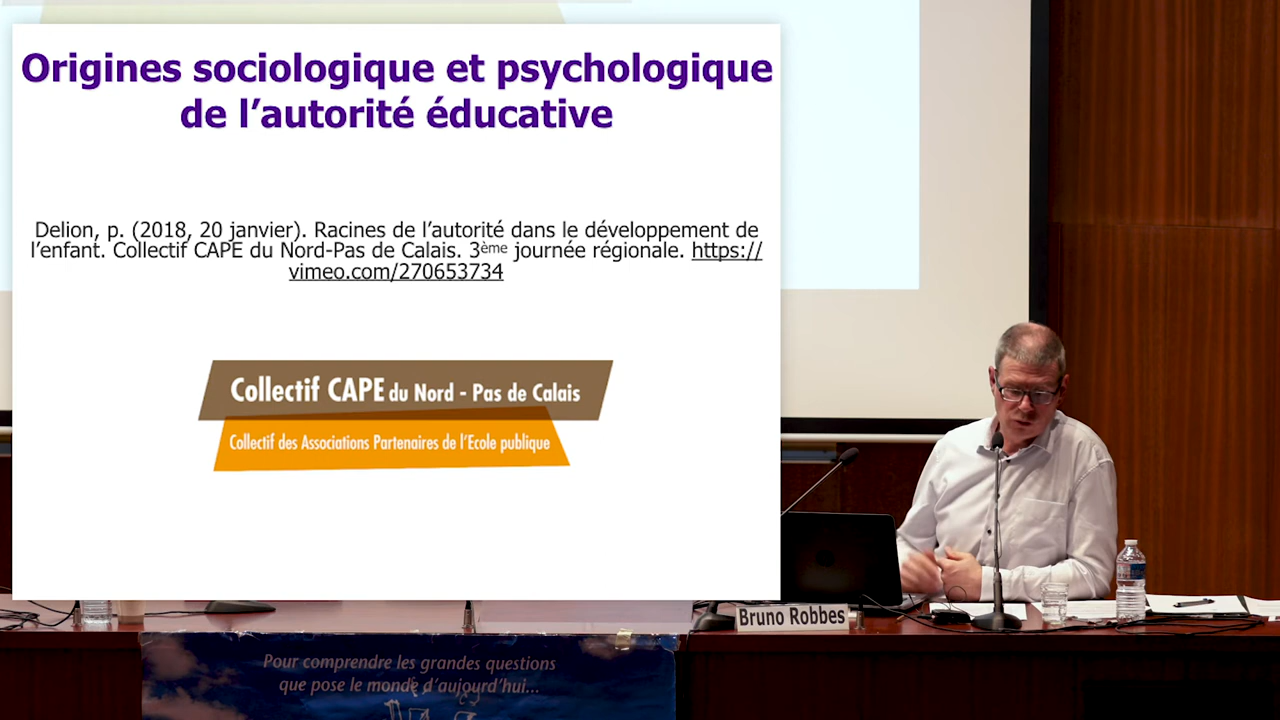 Origines sociologique et psychologique
de l’autorité éducative
Delion, p. (2018, 20 janvier). Racines de l’autorité dans le développement de
l’enfant. Collectif CAPE du Nord-Pas de Calais. 3ème journée régionale. https://
vimeo.com/270653734
Collectif CAPE du Nord - Pas de Calais
Collectif des Associations Partenaires de l’Ecole publique
Bruno Robbes
Pour comprendre les grandes questions
que pose le monde d’aujourd’hui...